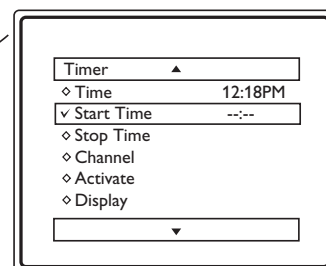 Timer ▲
◇ Time 12:18PM
✓ Start Time --:--
◇ Stop Time
◇ Channel
◇ Activate
◇ Display
▼